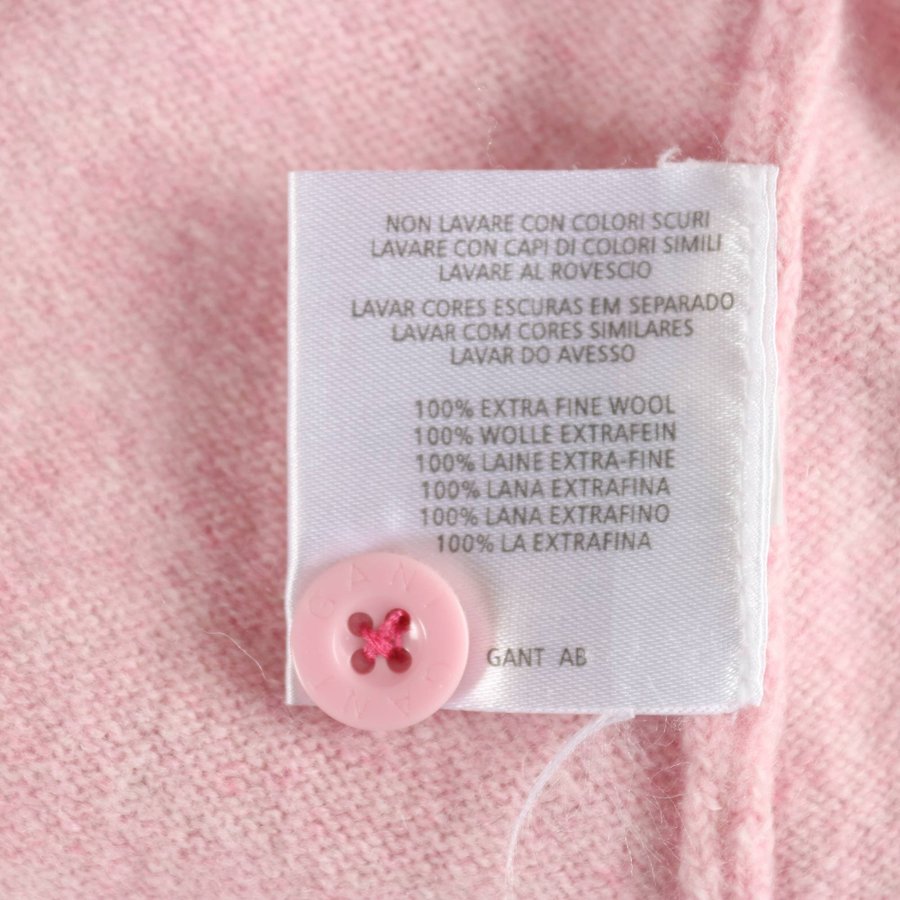 NON LAVARE CON COLORI SCURI
LAVARE CON CAPI DI COLORI SIMILI
LAVARE AL ROVESCIO
LAVAR CORES ESCURAS EM SEPARADO
LAVAR COM CORES SIMILARES
LAVAR DO AVESSO
100% EXTRA FINE WOOL
100% WOLLE EXTRAFEIN
100% LAINE EXTRA-FINE
100% LANA EXTRAFINA
100% LANA EXTRAFINO
100% LA EXTRAFINA
GANT
GANT
GANT AB